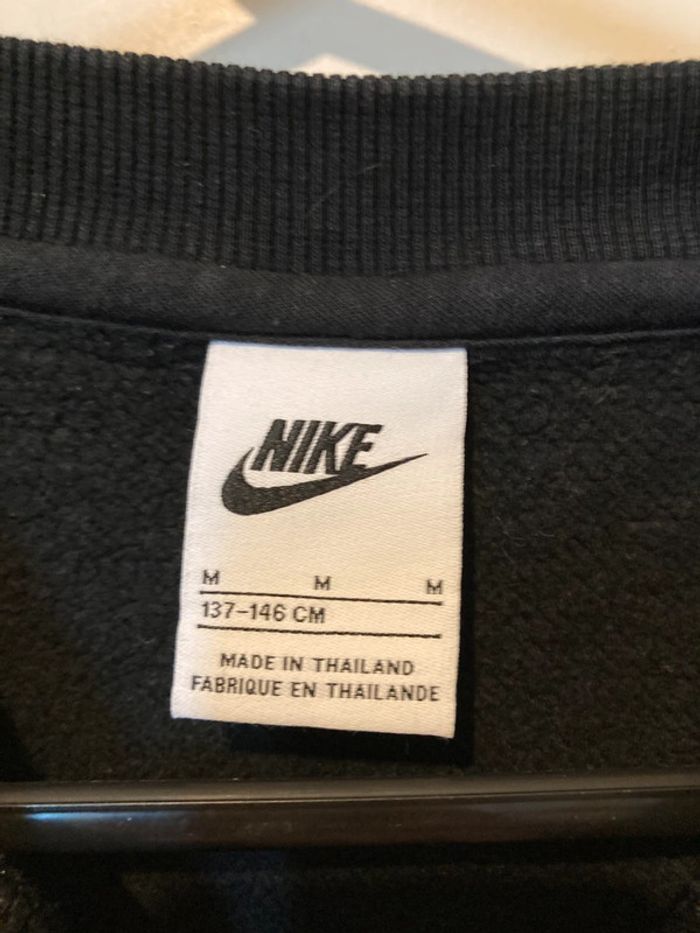 NIKE
M M M
137-146 CM
MADE IN THAILAND
FABRIQUE EN THAILANDE